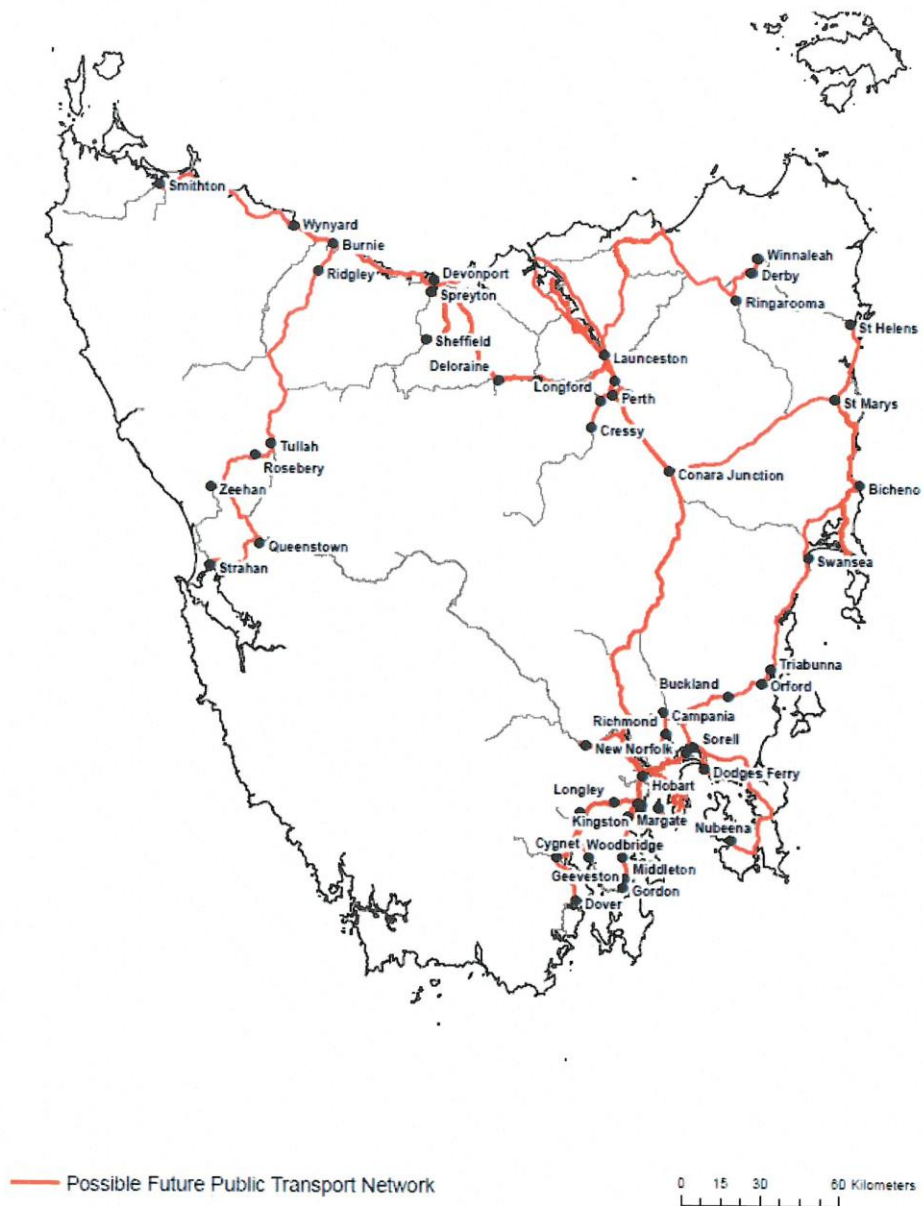 Smithton
Wynyard
Burnie
Winnaleah
Devonport
Derby
Ridgley
Spreyton
Ringarooma
St Helens
Sheffield
Launceston
Deloraine
Longford
Perth
St Marys
Cressy
Tullah
Rosebery
Conara Junction
Zeehan
Bicheno
Queenstown
Swansea
Strahan
Triabunna
Buckland
Orford
Richmond
Campania
Sorell
New Norfolk
Dodges Ferry
Hobart
Longley
Kingston
Margate
Nubeena
Cygnet
Woodbridge
Geeveston
Middleton
Gordon
Dover
Possible Future Public Transport Network
0 15 30 60 Kilometers